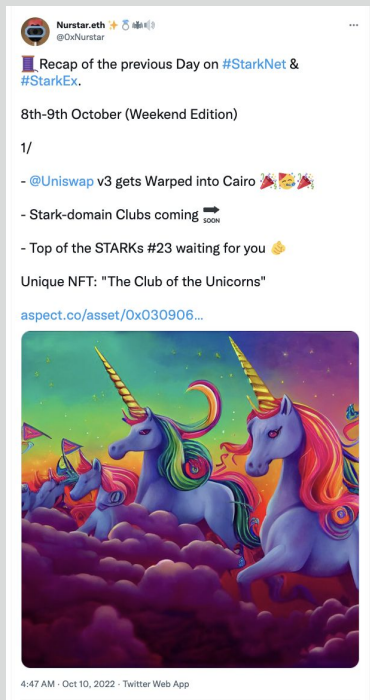 Nurstar.eth ✨
@0xNurstar
🧵Recap of the previous Day on #StarkNet &
#StarkEx.
8th-9th October (Weekend Edition)
1/
- @Uniswap v3 gets Warped into Cairo 🎉🥳🎉
- Stark-domain Clubs coming 🔜
- Top of the STARKs #23 waiting for you 🫵
Unique NFT: "The Club of the Unicorns"
aspect.co/asset/0x030906...
4:47 AM · Oct 10, 2022 · Twitter Web App